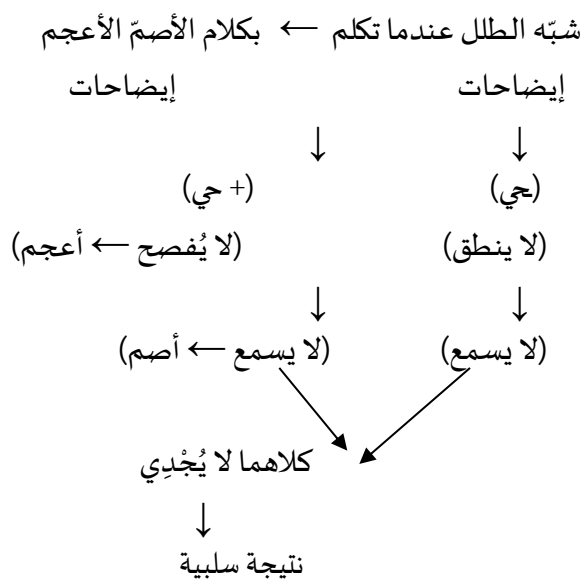 شبّه الطلل عندما تكلم ← بكلام الأصمّ الأعجم
إيضاحات إيضاحات
↓ ↓
(حي) (+ حي)
(لا ينطق) (لا يُفصح ← أعجم)
↓ ↓
(لا يسمع) (لا يسمع ← أصم)
كلاهما لا يُجْدِي
↓
نتيجة سلبية